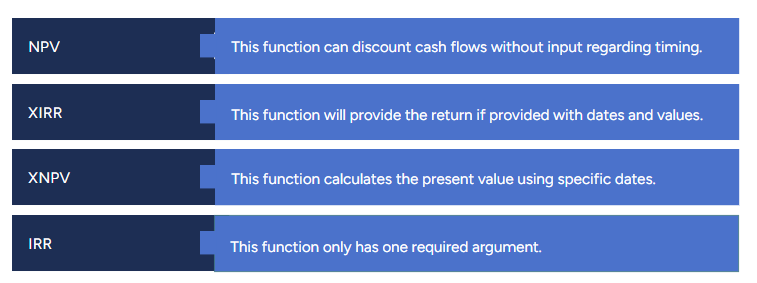 NPV This function can discount cash flows without input regarding timing.
XIRR This function will provide the return if provided with dates and values.
XNPV This function calculates the present value using specific dates.
IRR This function only has one required argument.